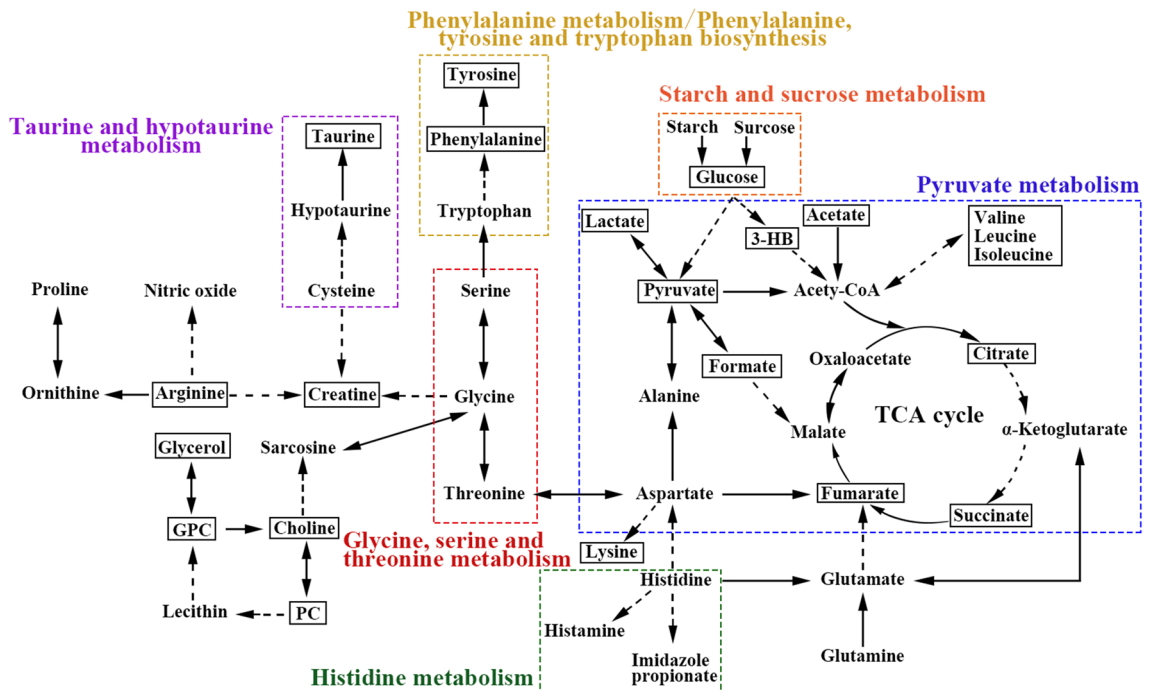 Phenylalanine metabolism/Phenylalanine,
tyrosine and tryptophan biosynthesis
Tyrosine
Phenylalanine
Tryptophan
Starch and sucrose metabolism
Starch
Surcose
Glucose
Taurine and hypotaurine
metabolism
Taurine
Hypotaurine
Cysteine
Pyruvate metabolism
Lactate
3-HB
Acetate
Valine
Leucine
Isoleucine
Pyruvate
Acety-CoA
Formate
Oxaloacetate
Citrate
Alanine
TCA cycle
Malate
α-Ketoglutarate
Aspartate
Fumarate
Succinate
Lysine
Proline
Nitric oxide
Serine
Ornithine
Arginine
Creatine
Glycine
Glycerol
Sarcosine
Threonine
GPC
Choline
Glycine, serine and
threonine metabolism
Lecithin
PC
Histidine
Glutamate
Histamine
Imidazole
propionate
Glutamine
Histidine metabolism